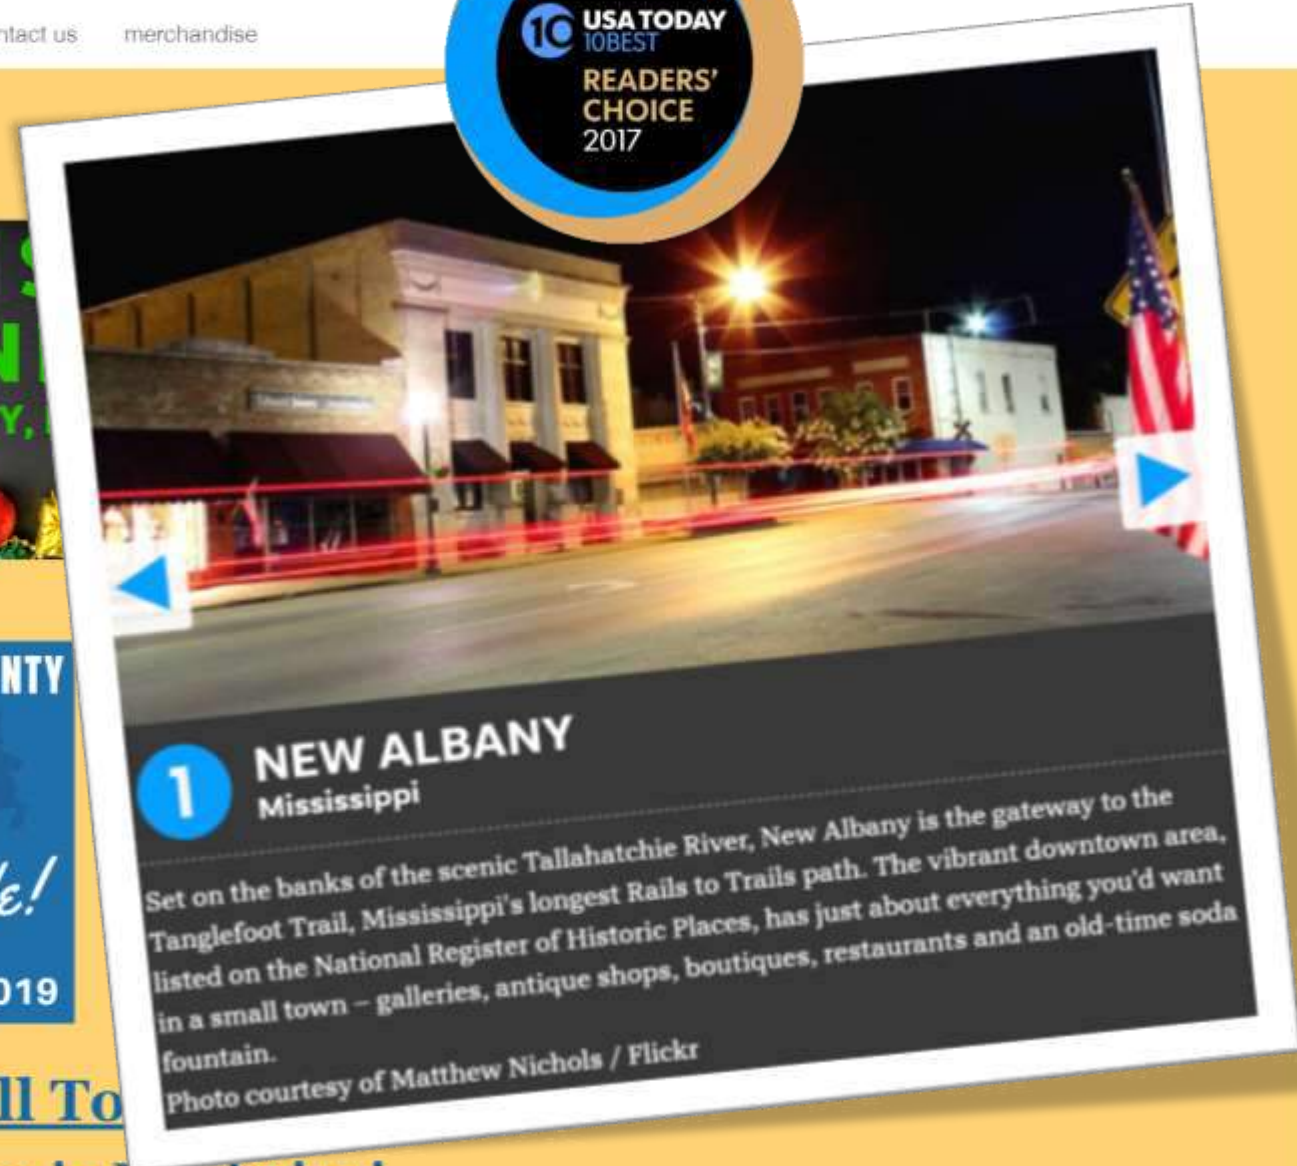 ntact us merchandise
10 USA TODAY
10BEST
READERS'
CHOICE
2017
S
N
Y,
NTY
019
1 NEW ALBANY
Mississippi
Set on the banks of the scenic Tallahatchie River, New Albany is the gateway to the
Tanglefoot Trail, Mississippi's longest Rails to Trails path. The vibrant downtown area,
listed on the National Register of Historic Places, has just about everything you'd want
in a small town – galleries, antique shops, boutiques, restaurants and an old-time soda
fountain.
Photo courtesy of Matthew Nichols / Flickr
ll To